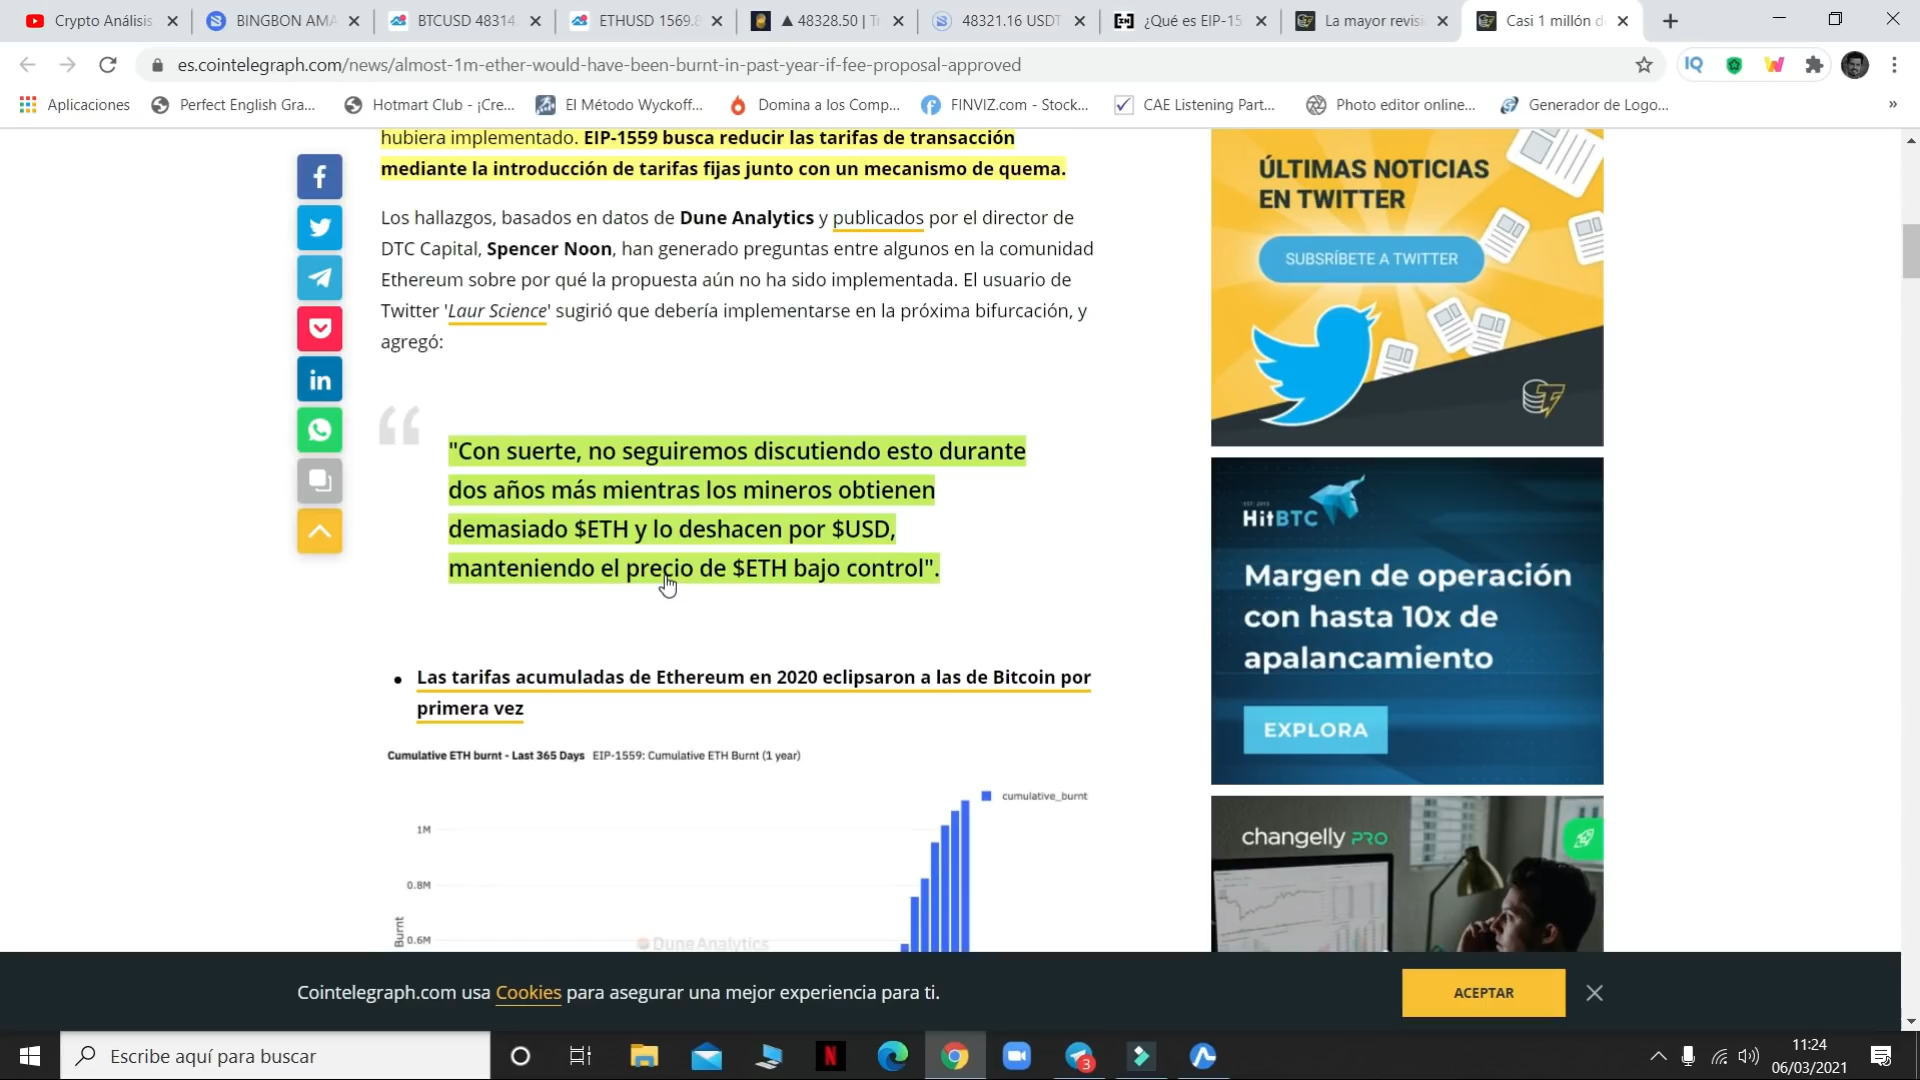 Crypto Análisis
BINGBON AMA
BTCUSD 48314
ETHUSD 1569.8
▲ 48328.50 | Tr
48321.16 USDT
¿Qué es EIP-15
La mayor revisi
Casi 1 millón d
es.cointelegraph.com/news/almost-1m-ether-would-have-been-burnt-in-past-year-if-fee-proposal-approved
Aplicaciones
Perfect English Gra...
Hotmart Club - ¡Cre...
El Método Wyckoff...
Domina a los Comp...
FINVIZ.com - Stock...
CAE Listening Part...
Photo editor online...
Generador de Logo...
»
hubiera implementado. EIP-1559 busca reducir las tarifas de transacción
mediante la introducción de tarifas fijas junto con un mecanismo de quema.
Los hallazgos, basados en datos de Dune Analytics y publicados por el director de
DTC Capital, Spencer Noon, han generado preguntas entre algunos en la comunidad
Ethereum sobre por qué la propuesta aún no ha sido implementada. El usuario de
Twitter 'Laur Science' sugirió que debería implementarse en la próxima bifurcación, y
agregó:
"Con suerte, no seguiremos discutiendo esto durante
dos años más mientras los mineros obtienen
demasiado $ETH y lo deshacen por $USD,
manteniendo el precio de $ETH bajo control".
• Las tarifas acumuladas de Ethereum en 2020 eclipsaron a las de Bitcoin por
primera vez
Cumulative ETH burnt - Last 365 Days EIP-1559: Cumulative ETH Burnt (1 year)
cumulative_burnt
1M
0.8M
0.6M
Burnt
DuneAnalytics
ÚLTIMAS NOTICIAS
EN TWITTER
SUBSRÍBETE A TWITTER
HitBTC
Margen de operación
con hasta 10x de
apalancamiento
EXPLORA
changelly PRO
Cointelegraph.com usa Cookies para asegurar una mejor experiencia para ti.
ACEPTAR
Escribe aquí para buscar
3
11:24
06/03/2021